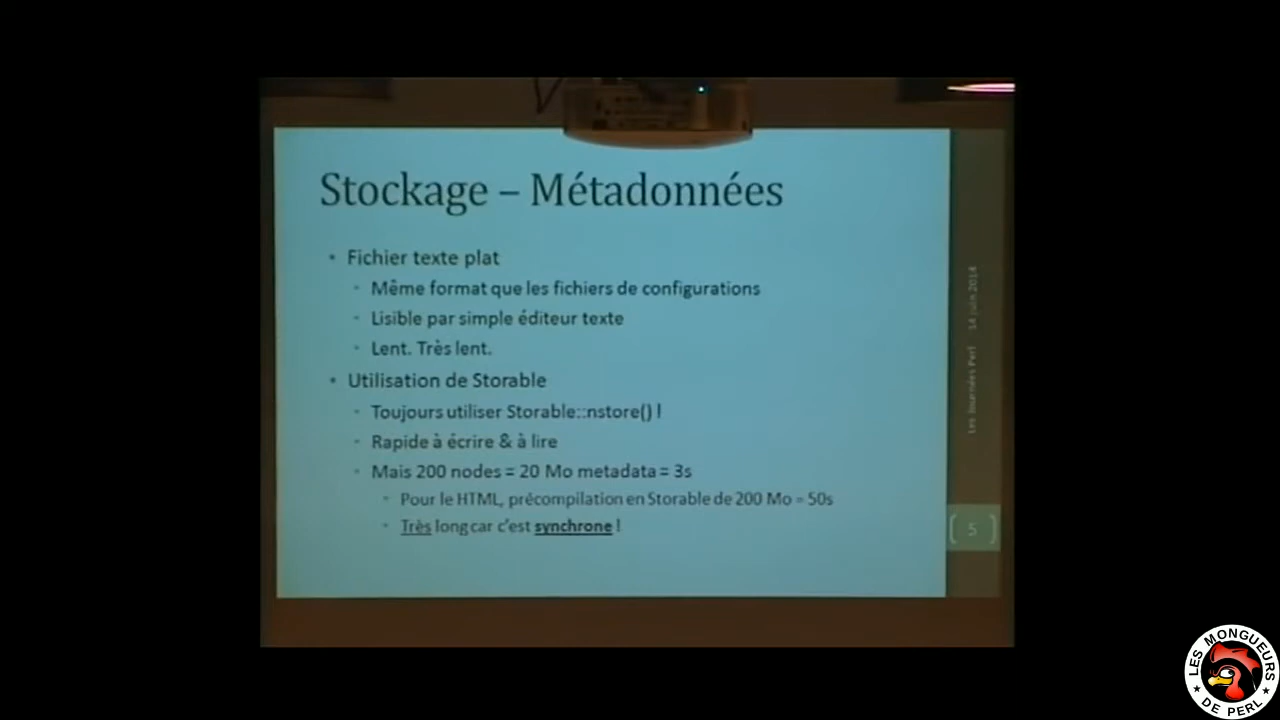 Stockage – Métadonnées
• Fichier texte plat
• Même format que les fichiers de configurations
• Lisible par simple éditeur texte
• Lent. Très lent.
• Utilisation de Storable
• Toujours utiliser Storable::nstore() !
• Rapide à écrire & à lire
• Mais 200 nodes = 20 Mo metadata = 3s
• Pour le HTML, précompilation en Storable de 200 Mo = 50s
• Très long car c'est synchrone !
Les Journées Perl 14 juin 2014
5
LES MONGUEURS
DE PERL